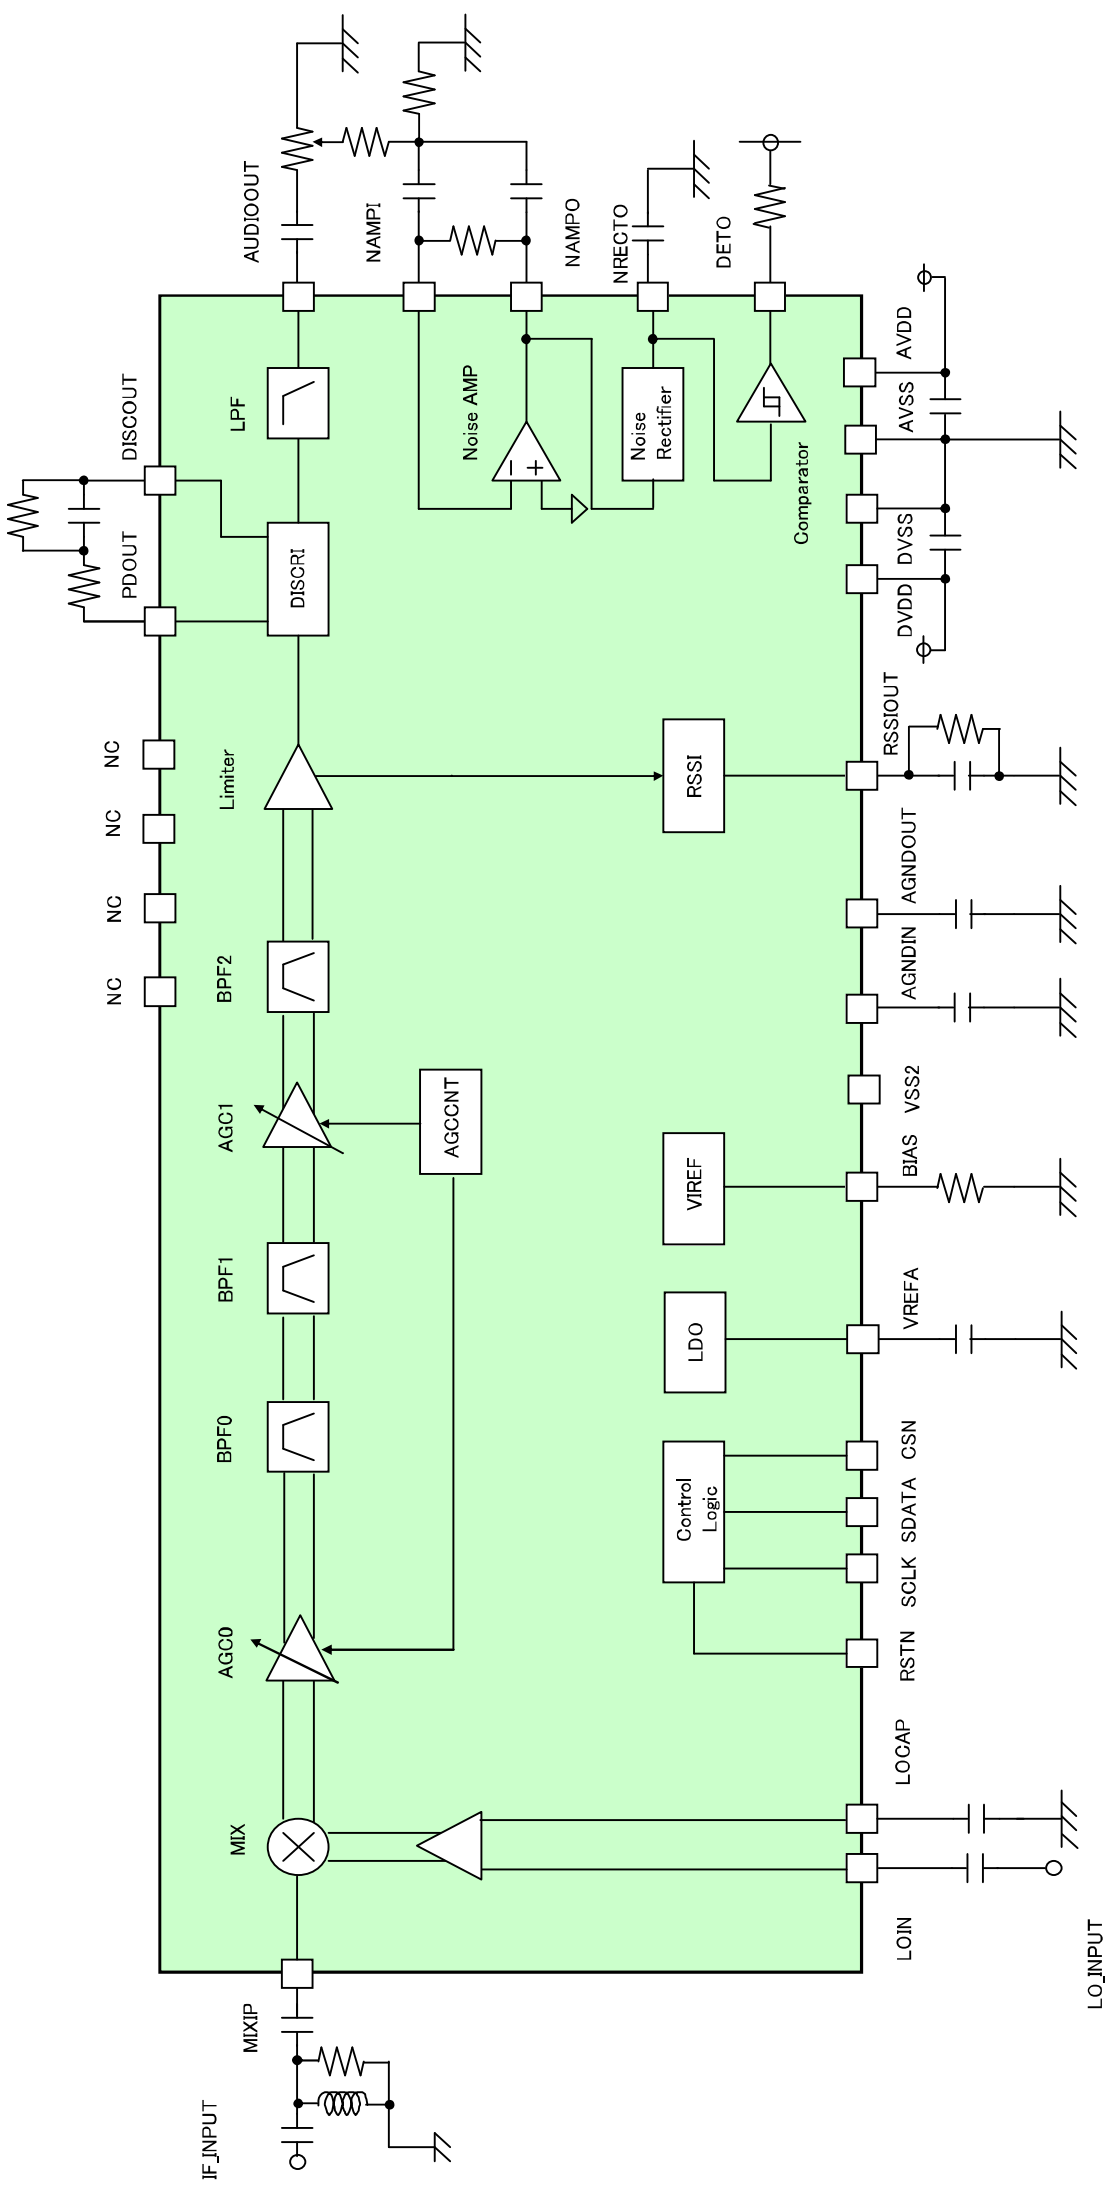 IF_INPUT
MIXIP
MIX
AGC0
BPF0
BPF1
AGC1
BPF2
Limiter
LPF
AUDIOOUT
NC
NC
NC
NC
PDOUT
DISCOUT
DISCRI
NAMPI
NAMPO
NRECTO
DETO
AGCCNT
Noise AMP
Noise
Rectifier
Comparator
Control
Logic
LDO
VIREF
RSSI
LOIN
LOCAP
RSTN
SCLK
SDATA
CSN
VREFA
BIAS
VSS2
AGNDIN
AGNDOUT
RSSIOUT
DVDD
DVSS
AVSS
AVDD
LO_INPUT